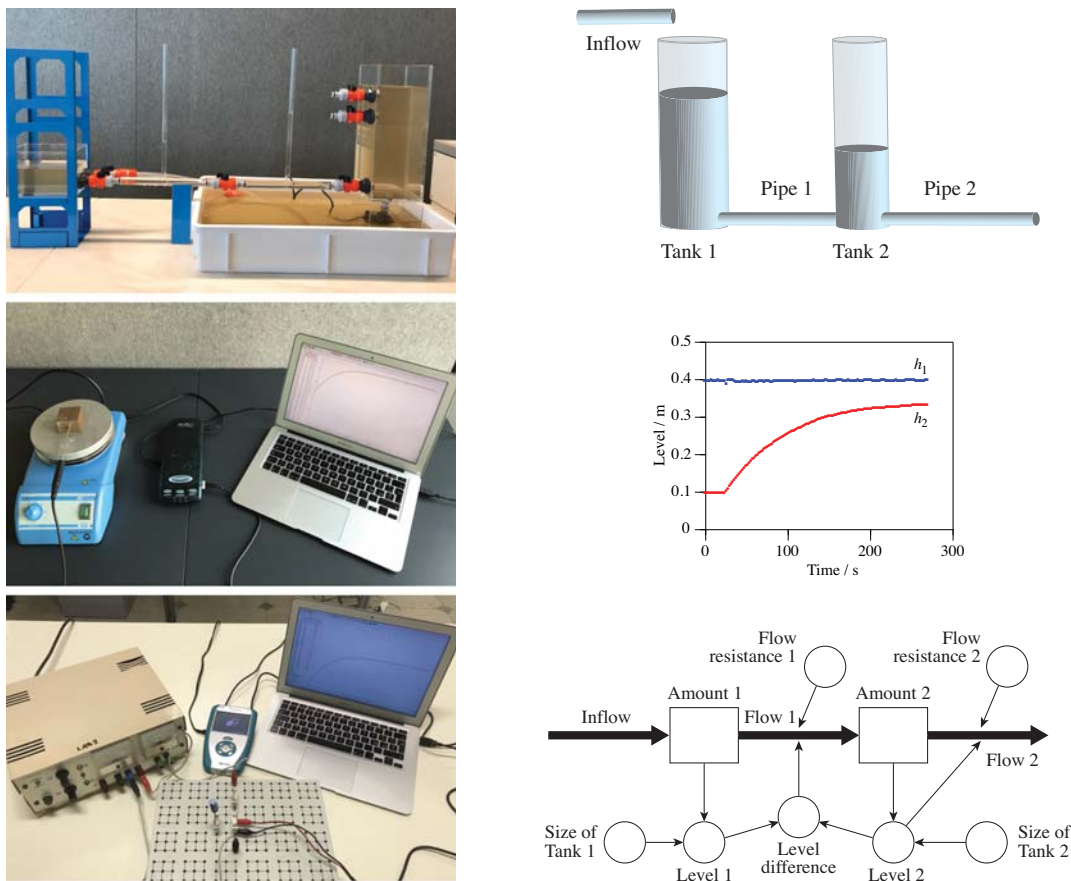 Inflow
Pipe 1
Pipe 2
Tank 1
Tank 2
0.5
0.4
0.3
0.2
0.1
0
Level / m
h1
h2
0
100
200
300
Time / s
Flow
resistance 1
Flow
resistance 2
Amount 1
Amount 2
Inflow
Flow 1
Flow 2
Size of
Tank 1
Level 1
Level
difference
Level 2
Size of
Tank 2